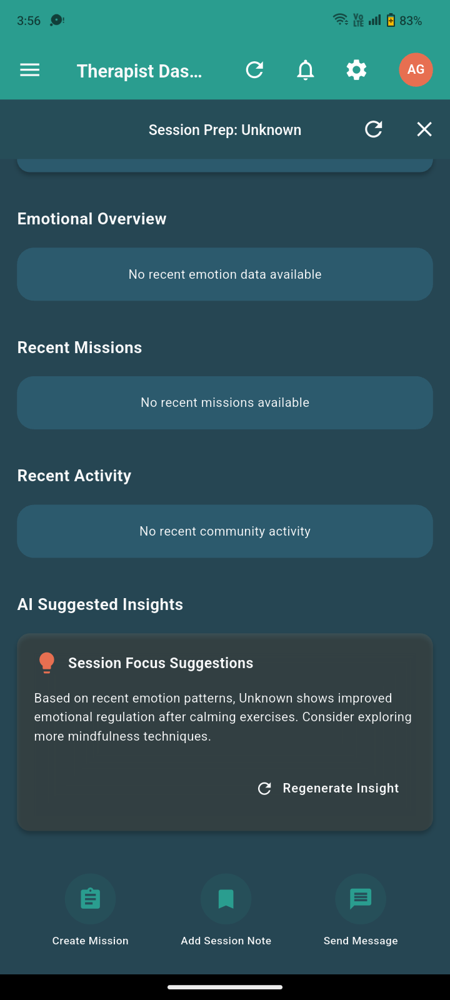 3:56
Vo LTE
83%
Therapist Das...
AG
Session Prep: Unknown
Emotional Overview
No recent emotion data available
Recent Missions
No recent missions available
Recent Activity
No recent community activity
AI Suggested Insights
Session Focus Suggestions
Based on recent emotion patterns, Unknown shows improved
emotional regulation after calming exercises. Consider exploring
more mindfulness techniques.
Regenerate Insight
Create Mission
Add Session Note
Send Message